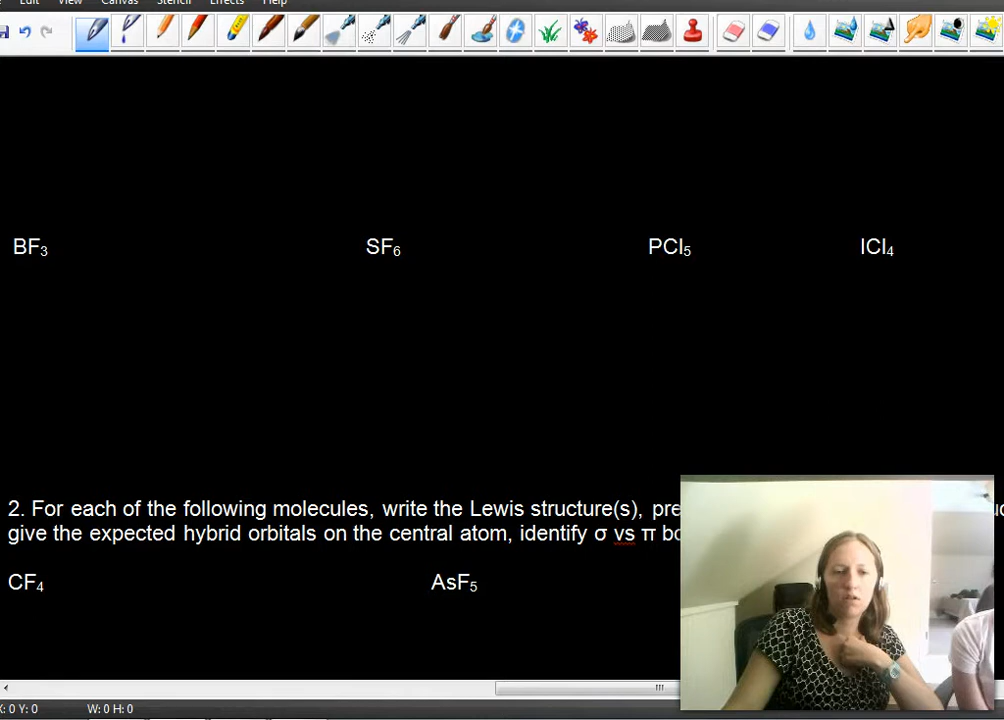 Edit View Canvas Stencil Effects Help
BF₃ SF₆ PCl₅ ICl₄
2. For each of the following molecules, write the Lewis structure(s), pre
give the expected hybrid orbitals on the central atom, identify σ vs π bo
CF₄ AsF₅
X: 0 Y: 0 W: 0 H: 0